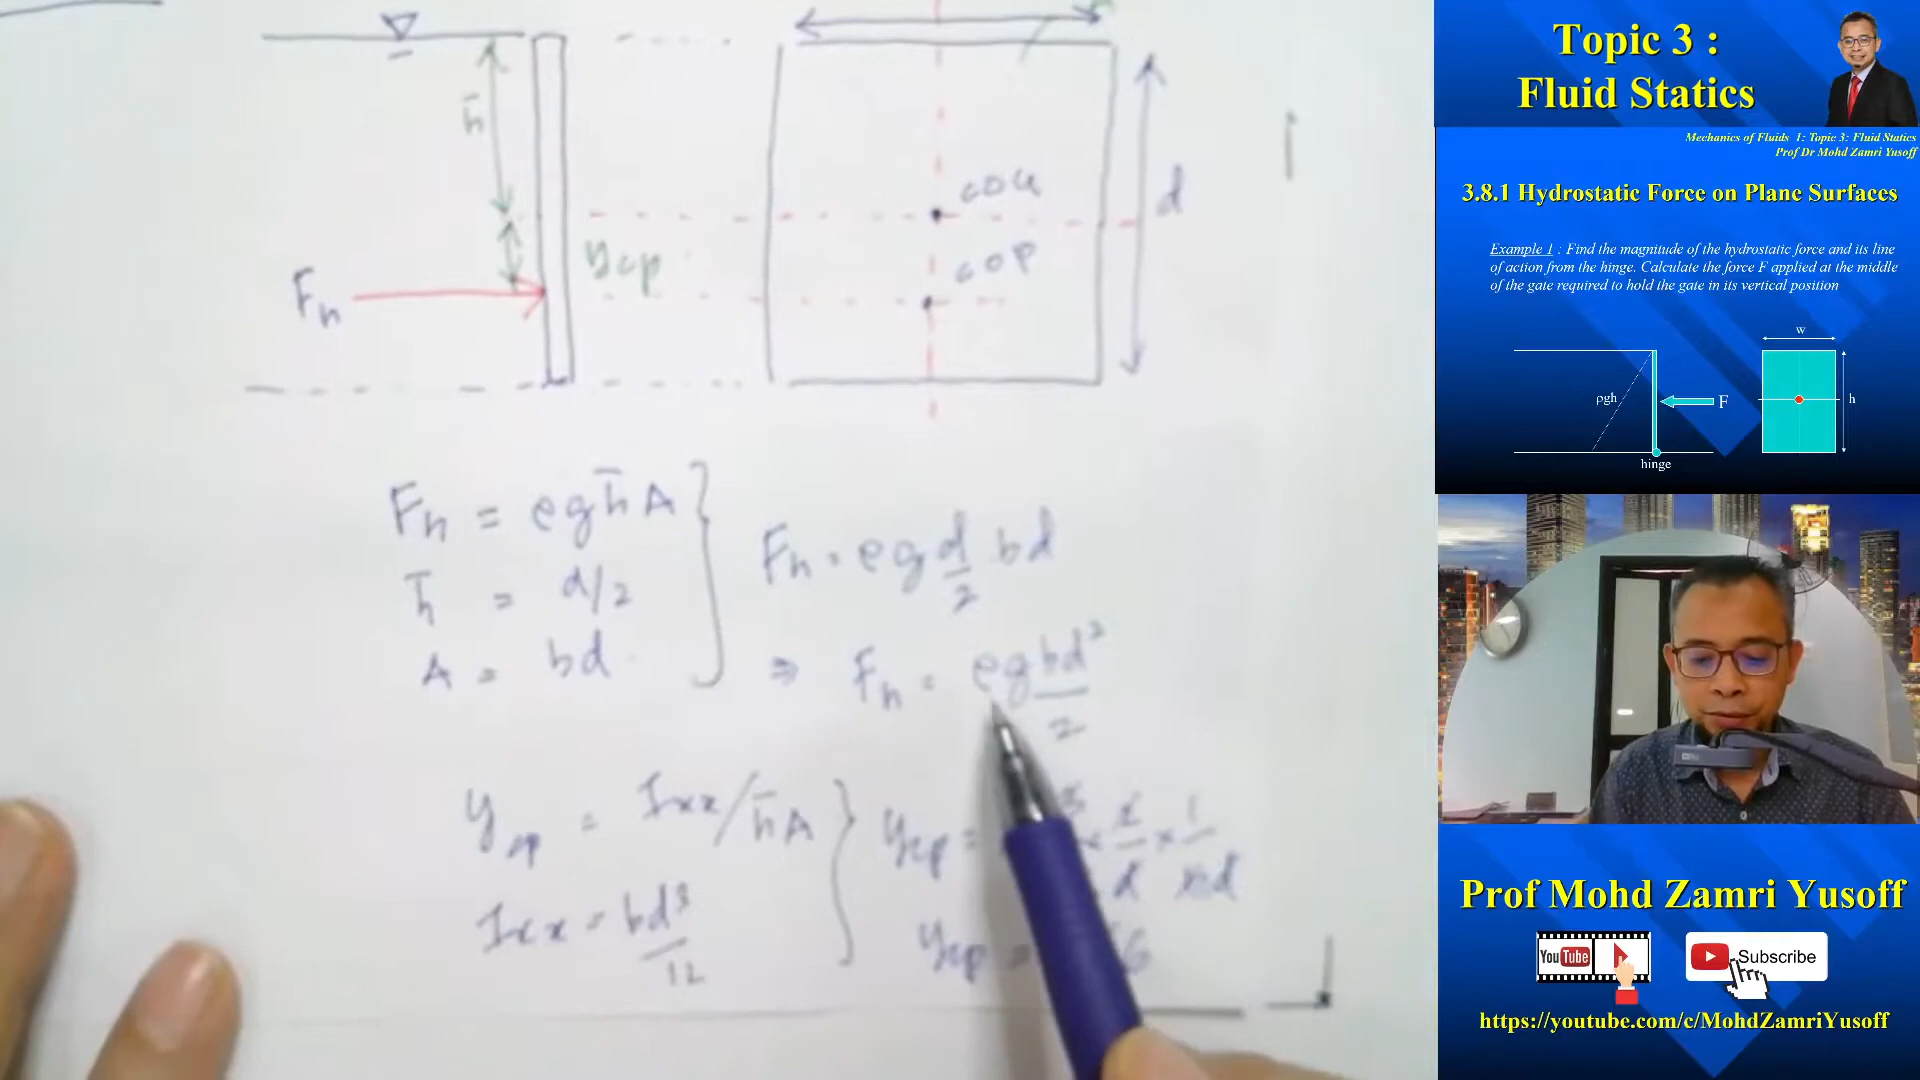 h̄
ycp
Fh
COG
COP
d
Fh = ρgh̄A
h̄ = d/2
A = bd
Fh = ρg d/2 bd
⇒ Fh = ρgbd²/2
ycp = Ixx/h̄A
Ixx = bd³/12
ycp =
x 1/
ycp =
Topic 3 :
Fluid Statics
Mechanics of Fluids 1: Topic 3: Fluid Statics
Prof Dr Mohd Zamri Yusoff
3.8.1 Hydrostatic Force on Plane Surfaces
Example 1 : Find the magnitude of the hydrostatic force and its line
of action from the hinge. Calculate the force F applied at the middle
of the gate required to hold the gate in its vertical position
w
ρgh
F
h
hinge
Prof Mohd Zamri Yusoff
YouTube
Subscribe
https://youtube.com/c/MohdZamriYusoff